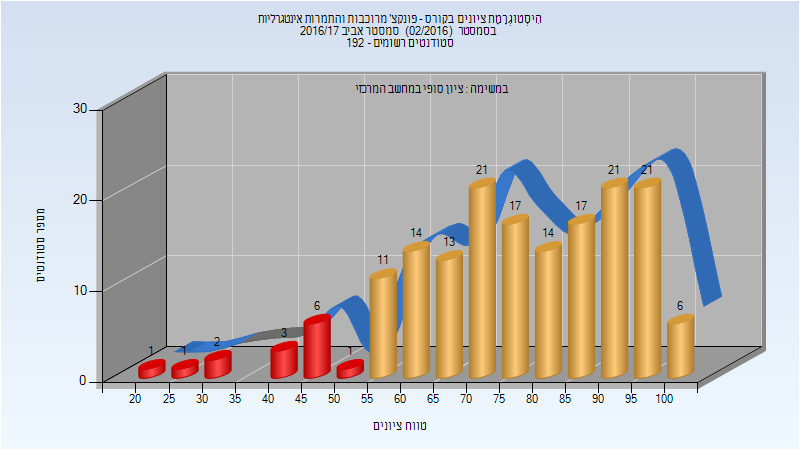 היסטוגרמת ציונים בקורס - פונקצ' מרוכבות והתמרות אינטגרליות
בסמסטר (02/2016) סמסטר אביב 2016/17
סטודנטים רשומים - 192
במשימה : ציון סופי במחשב המרכזי
מספר סטודנטים
30
20
10
0
1
1
2
3
6
1
11
14
13
21
17
14
17
21
21
6
20 25 30 35 40 45 50 55 60 65 70 75 80 85 90 95 100
טווח ציונים